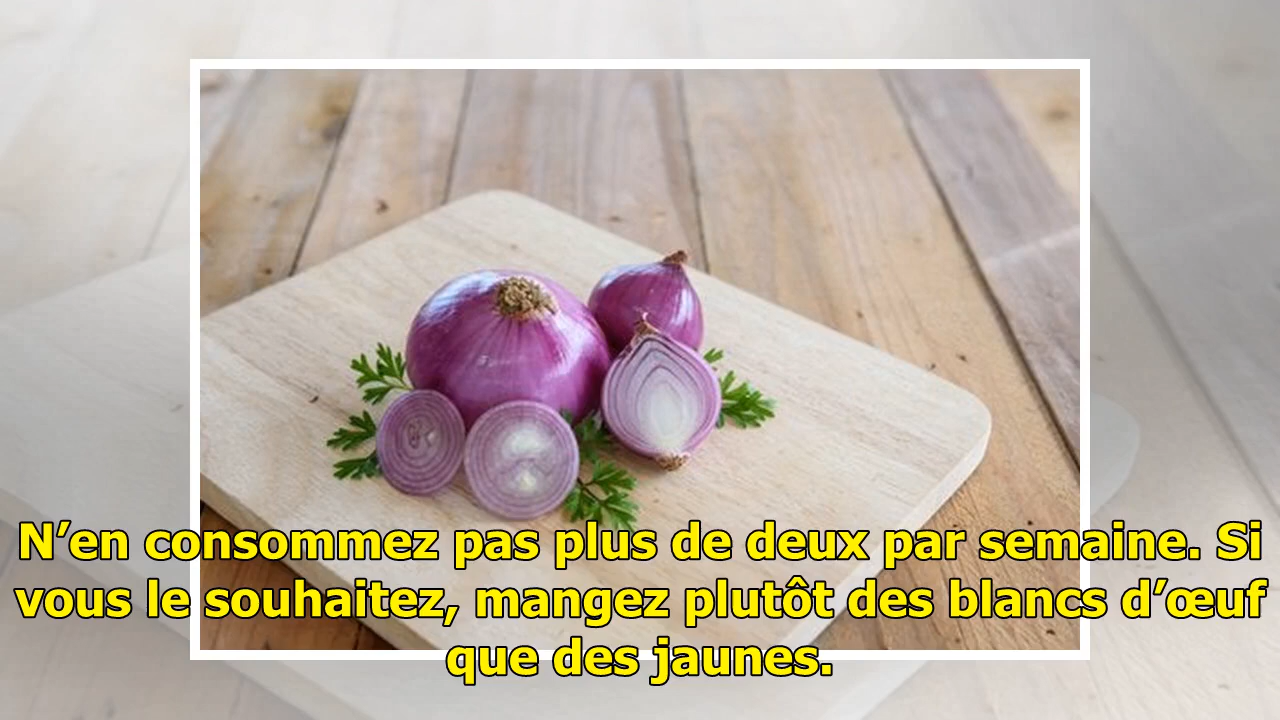 N’en consommez pas plus de deux par semaine. Si
vous le souhaitez, mangez plutôt des blancs d’œuf
que des jaunes.